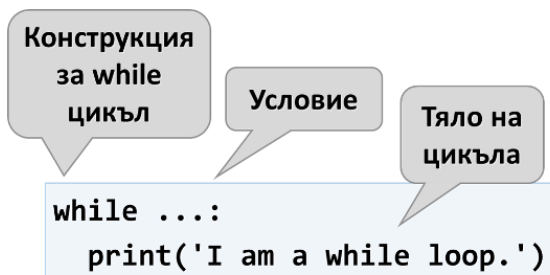 Конструкция
за while
цикъл
Условие
Тяло на
цикъла
while ...:
  print('I am a while loop.')